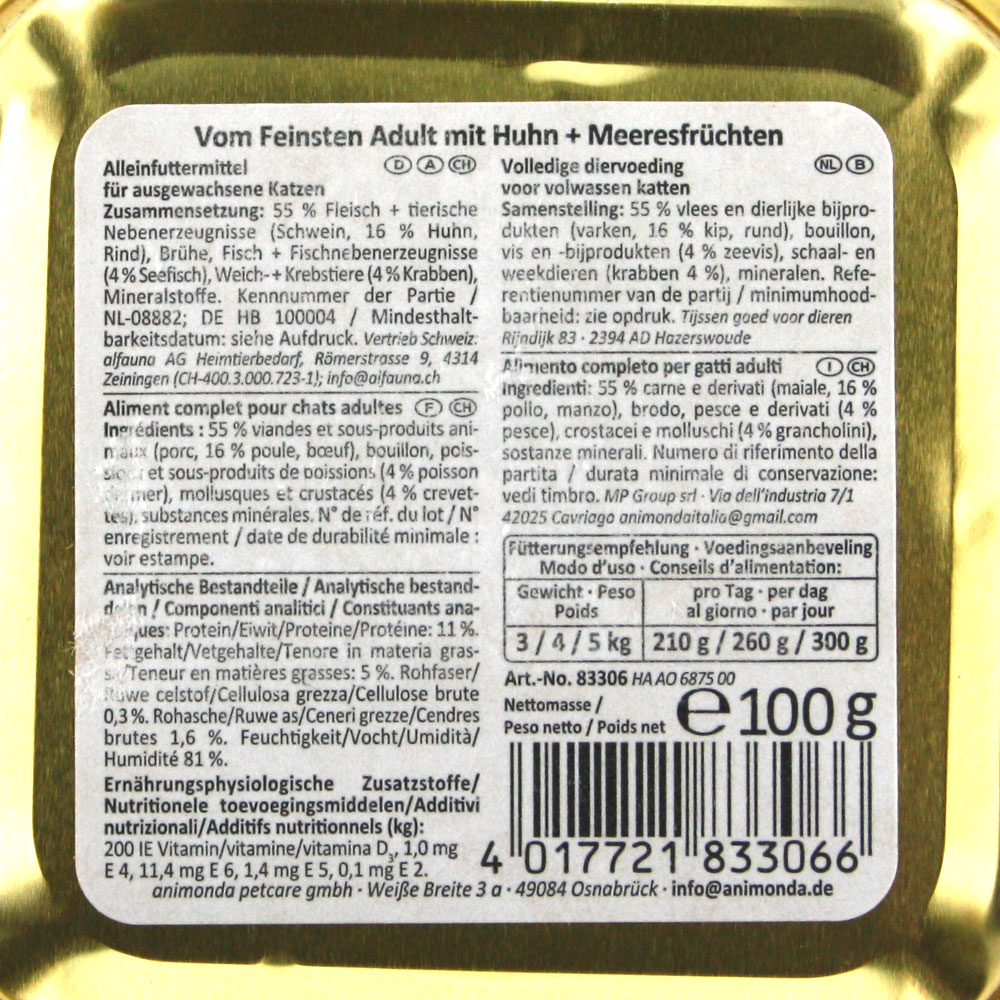 Vom Feinsten Adult mit Huhn + Meeresfrüchten
Alleinfuttermittel D A CH
für ausgewachsene Katzen
Zusammensetzung: 55 % Fleisch + tierische
Nebenerzeugnisse (Schwein, 16 % Huhn,
Rind), Brühe, Fisch + Fischnebenerzeugnisse
(4 % Seefisch), Weich- + Krebstiere (4 % Krabben),
Mineralstoffe. Kennnummer der Partie /
NL-08882; DE HB 100004 / Mindesthalt-
barkeitsdatum: siehe Aufdruck. Vertrieb Schweiz:
alfauna AG Heimtierbedarf, Römerstrasse 9, 4314
Zeiningen (CH-400.3.000.723-1); info@alfauna.ch
Aliment complet pour chats adultes F CH
Ingrédients : 55 % viandes et sous-produits ani-
maux (porc, 16 % poule, bœuf), bouillon, pois-
sion et sous-produits de poissions (4 % poisson
de mer), mollusques et crustacés (4 % crevet-
tes), substances minérales. N° de réf. du lot / N°
enregistrement / date de durabilité minimale :
voir estampe.
Analytische Bestandteile / Analytische bestand-
delen / Componenti analitici / Constituants ana-
ques: Protein/Eiwit/Proteine/Protéine: 11 %.
Fettgehalt/Vetgehalte/Tenore in materia gras-
/Teneur en matières grasses: 5 %. Rohfaser/
Ruwe celstof/Cellulosa grezza/Cellulose brute
0,3 %. Rohasche/Ruwe as/Ceneri grezze/Cendres
brutes 1,6 %. Feuchtigkeit/Vocht/Umidità/
Humidité 81 %.
Ernährungsphysiologische Zusatzstoffe/
Nutritionele toevoegingsmiddelen/Additivi
nutrizionali/Additifs nutritionnels (kg):
200 IE Vitamin/vitamine/vitamina D3, 1,0 mg
E 4, 11,4 mg E 6, 1,4 mg E 5, 0,1 mg E 2.
Volledige diervoeding NL B
voor volwassen katten
Samenstelling: 55 % vlees en dierlijke bijpro-
dukten (varken, 16 % kip, rund), bouillon,
vis en -bijprodukten (4 % zeevis), schaal- en
weekdieren (krabben 4 %), mineralen. Refe-
rentienummer van de partij / minimumhood-
baarheid: zie opdruk. Tijssen goed voor dieren
Rijndijk 83 · 2394 AD Hazerswoude
Alimento completo per gatti adulti I CH
Ingredienti: 55 % carne e derivati (maiale, 16 %
pollo, manzo), brodo, pesce e derivati (4 %
pesce), crostacei e molluschi (4 % grancholini),
sostanze minerali. Numero di riferimento della
partita / durata minimale di conservazione:
vedi timbro. MP Group srl · Via dell'industria 7/1
42025 Cavriago animondaitalia@gmail.com
Fütterungsempfehlung · Voedingsaanbeveling
Modo d'uso · Conseils d'alimentation:
Gewicht · Peso
Poids
pro Tag · per dag
al giorno · par jour
3 / 4 / 5 kg 210 g / 260 g / 300 g
Art.-No. 83306 HA AO 6875 00
Nettomasse /
Peso netto / Poids net ℮ 100 g
4 017721 833066
animonda petcare gmbh · Weiße Breite 3 a · 49084 Osnabrück · info@animonda.de